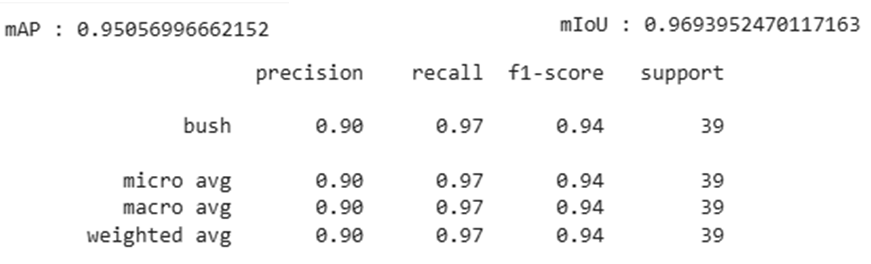 mAP : 0.95056996662152
mIoU : 0.9693952470117163
precision recall f1-score support
bush 0.90 0.97 0.94 39
micro avg 0.90 0.97 0.94 39
macro avg 0.90 0.97 0.94 39
weighted avg 0.90 0.97 0.94 39